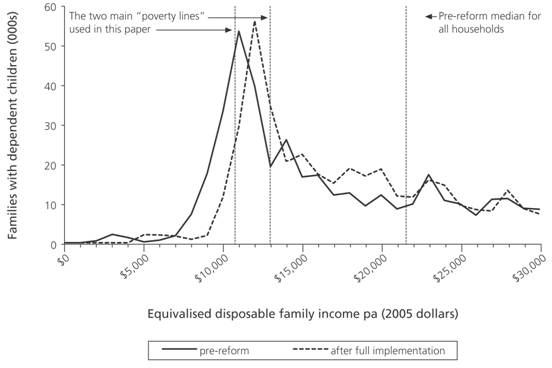 60
50
40
30
20
10
0
Families with dependent children (000s)
The two main “poverty lines”
used in this paper
Pre-reform median for
all households
$0
$5,000
$10,000
$15,000
$20,000
$25,000
$30,000
Equivalised disposable family income pa (2005 dollars)
pre-reform
after full implementation